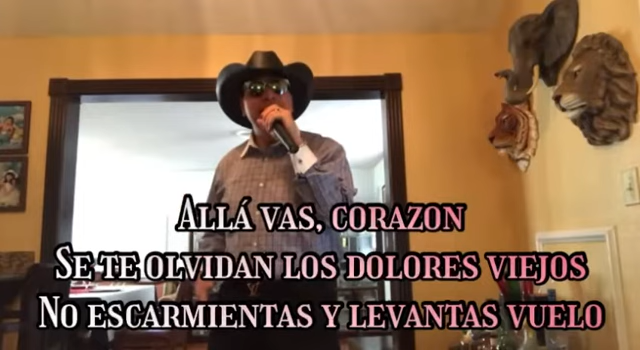 Allá vas, corazon
Se te olvidan los dolores viejos
No escarmientas y levantas vuelo